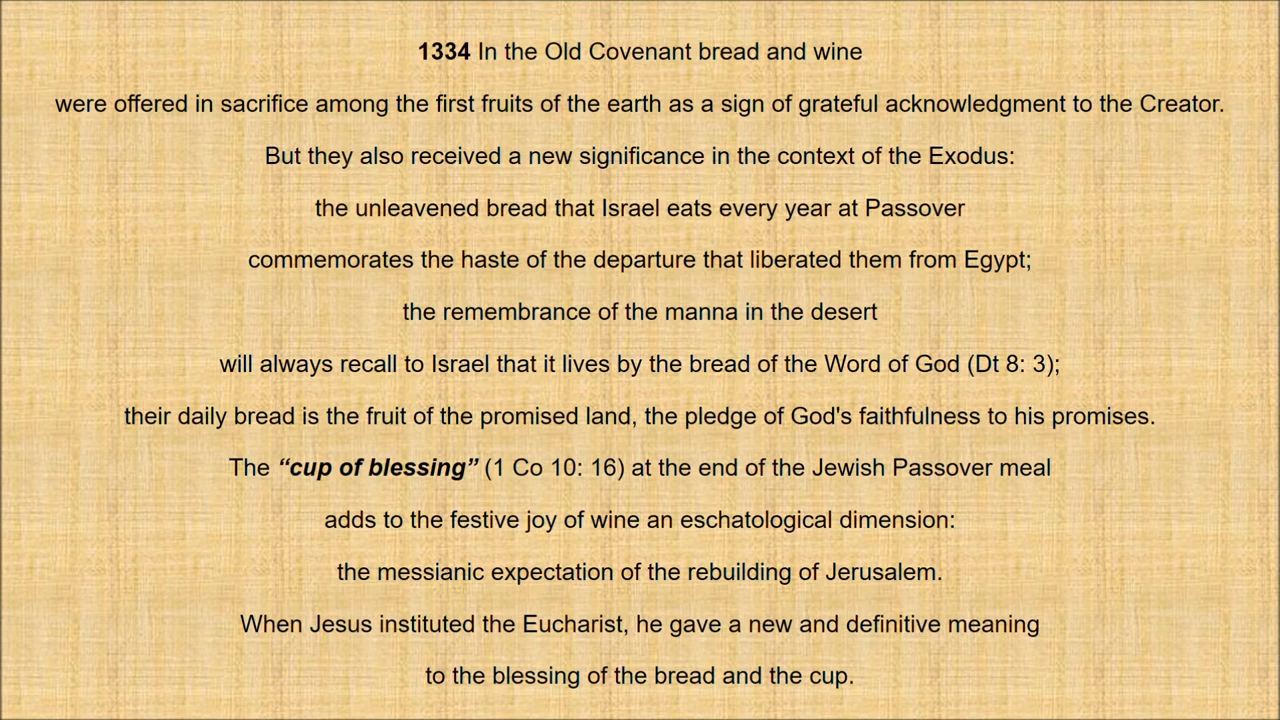 1334 In the Old Covenant bread and wine
were offered in sacrifice among the first fruits of the earth as a sign of grateful acknowledgment to the Creator.
But they also received a new significance in the context of the Exodus:
the unleavened bread that Israel eats every year at Passover
commemorates the haste of the departure that liberated them from Egypt;
the remembrance of the manna in the desert
will always recall to Israel that it lives by the bread of the Word of God (Dt 8: 3);
their daily bread is the fruit of the promised land, the pledge of God's faithfulness to his promises.
The “cup of blessing” (1 Co 10: 16) at the end of the Jewish Passover meal
adds to the festive joy of wine an eschatological dimension:
the messianic expectation of the rebuilding of Jerusalem.
When Jesus instituted the Eucharist, he gave a new and definitive meaning
to the blessing of the bread and the cup.